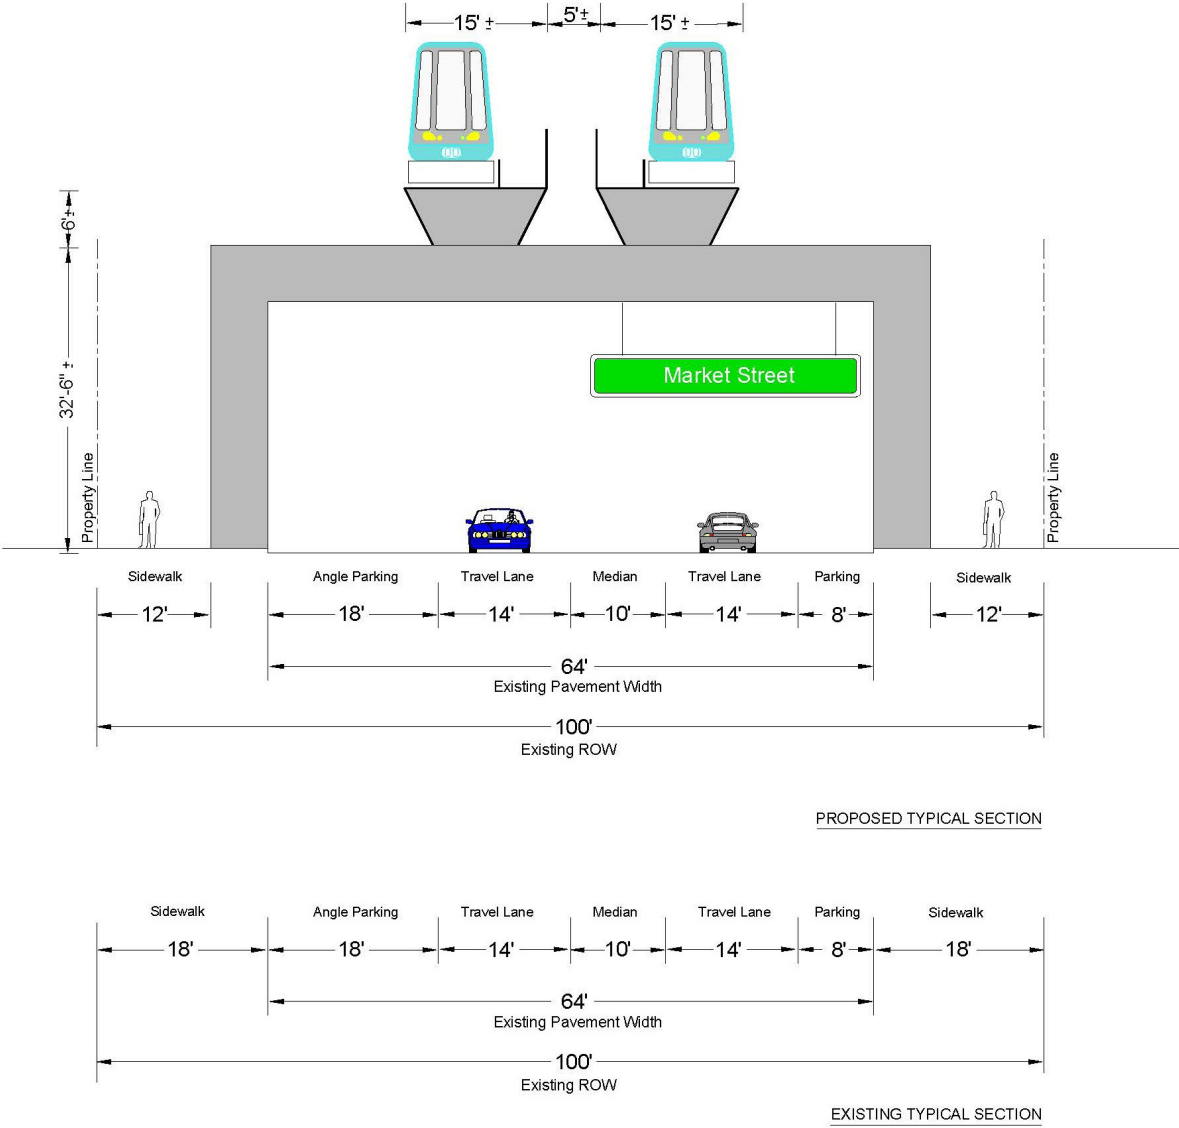 15' ±
5'±
15' ±
6'±
32'-6" ±
Property Line
Market Street
Property Line
Sidewalk
Angle Parking
Travel Lane
Median
Travel Lane
Parking
Sidewalk
12'
18'
14'
10'
14'
8'
12'
64'
Existing Pavement Width
100'
Existing ROW
PROPOSED TYPICAL SECTION
Sidewalk
Angle Parking
Travel Lane
Median
Travel Lane
Parking
Sidewalk
18'
18'
14'
10'
14'
8'
18'
64'
Existing Pavement Width
100'
Existing ROW
EXISTING TYPICAL SECTION